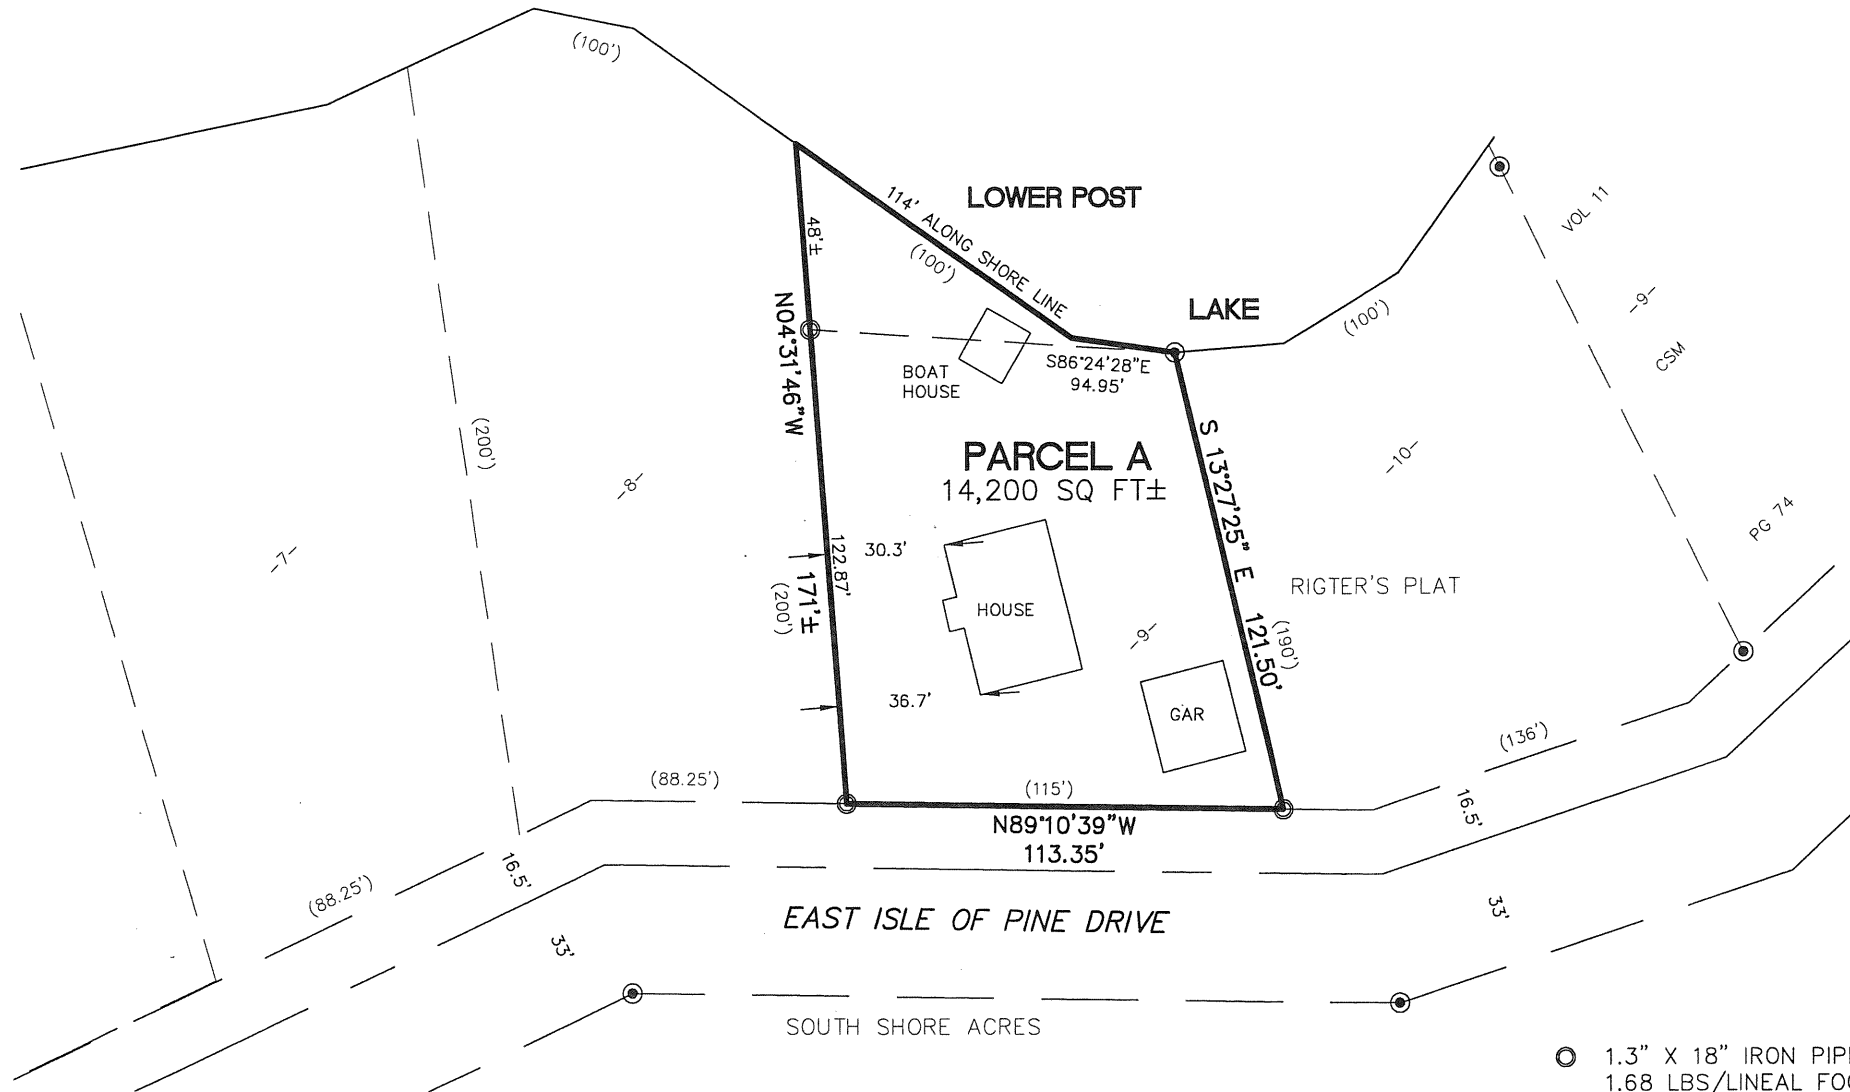 (100')
LOWER POST
114' ALONG SHORE LINE
(100')
48'±
LAKE
(100')
VOL 11
-9-
CSM
PG 74
N04°31'46"W
BOAT
HOUSE
S86°24'28"E
94.95'
(200')
-8-
-7-
PARCEL A
14,200 SQ FT±
S 13°27'25" E 121.50'
(190')
-10-
30.3'
122.87'
171'±
(200')
HOUSE
RIGTER'S PLAT
-9-
36.7'
GAR
(88.25')
(115')
N89°10'39"W
113.35'
(136')
16.5'
16.5'
(88.25')
EAST ISLE OF PINE DRIVE
33'
33'
SOUTH SHORE ACRES
1.3" X 18" IRON PIP
1.68 LBS/LINEAL FOO